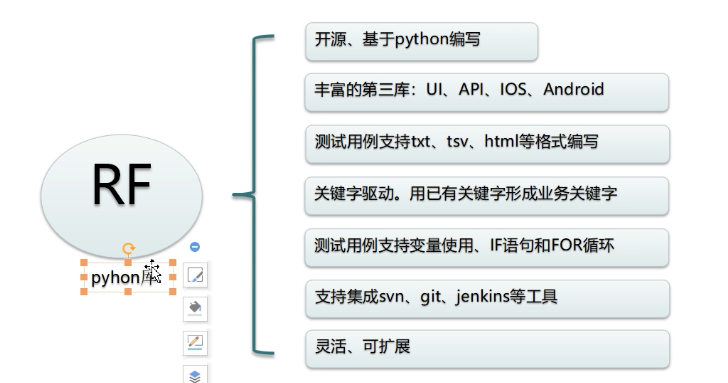 RF
pyhon库
开源、基于python编写
丰富的第三库：UI、API、IOS、Android
测试用例支持txt、tsv、html等格式编写
关键字驱动。用已有关键字形成业务关键字
测试用例支持变量使用、IF语句和FOR循环
支持集成svn、git、jenkins等工具
灵活、可扩展